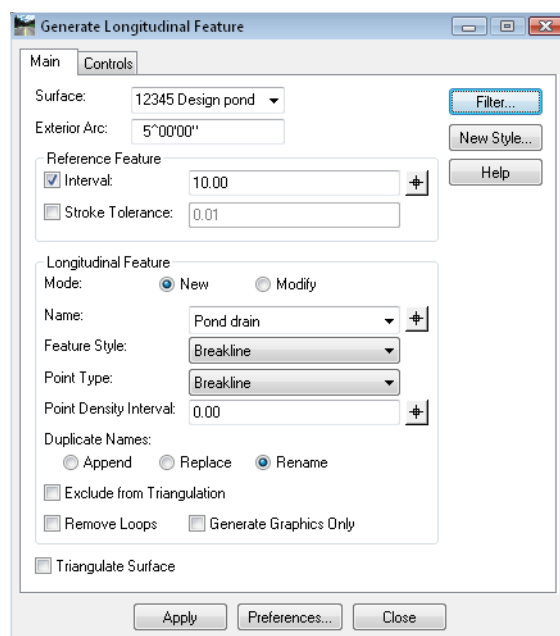 Generate Longitudinal Feature
Main Controls
Surface: 12345 Design pond
Filter...
Exterior Arc: 5^00'00"
New Style...
Reference Feature
Help
Interval: 10.00
Stroke Tolerance: 0.01
Longitudinal Feature
Mode: New Modify
Name: Pond drain
Feature Style: Breakline
Point Type: Breakline
Point Density Interval: 0.00
Duplicate Names:
Append Replace Rename
Exclude from Triangulation
Remove Loops Generate Graphics Only
Triangulate Surface
Apply Preferences... Close